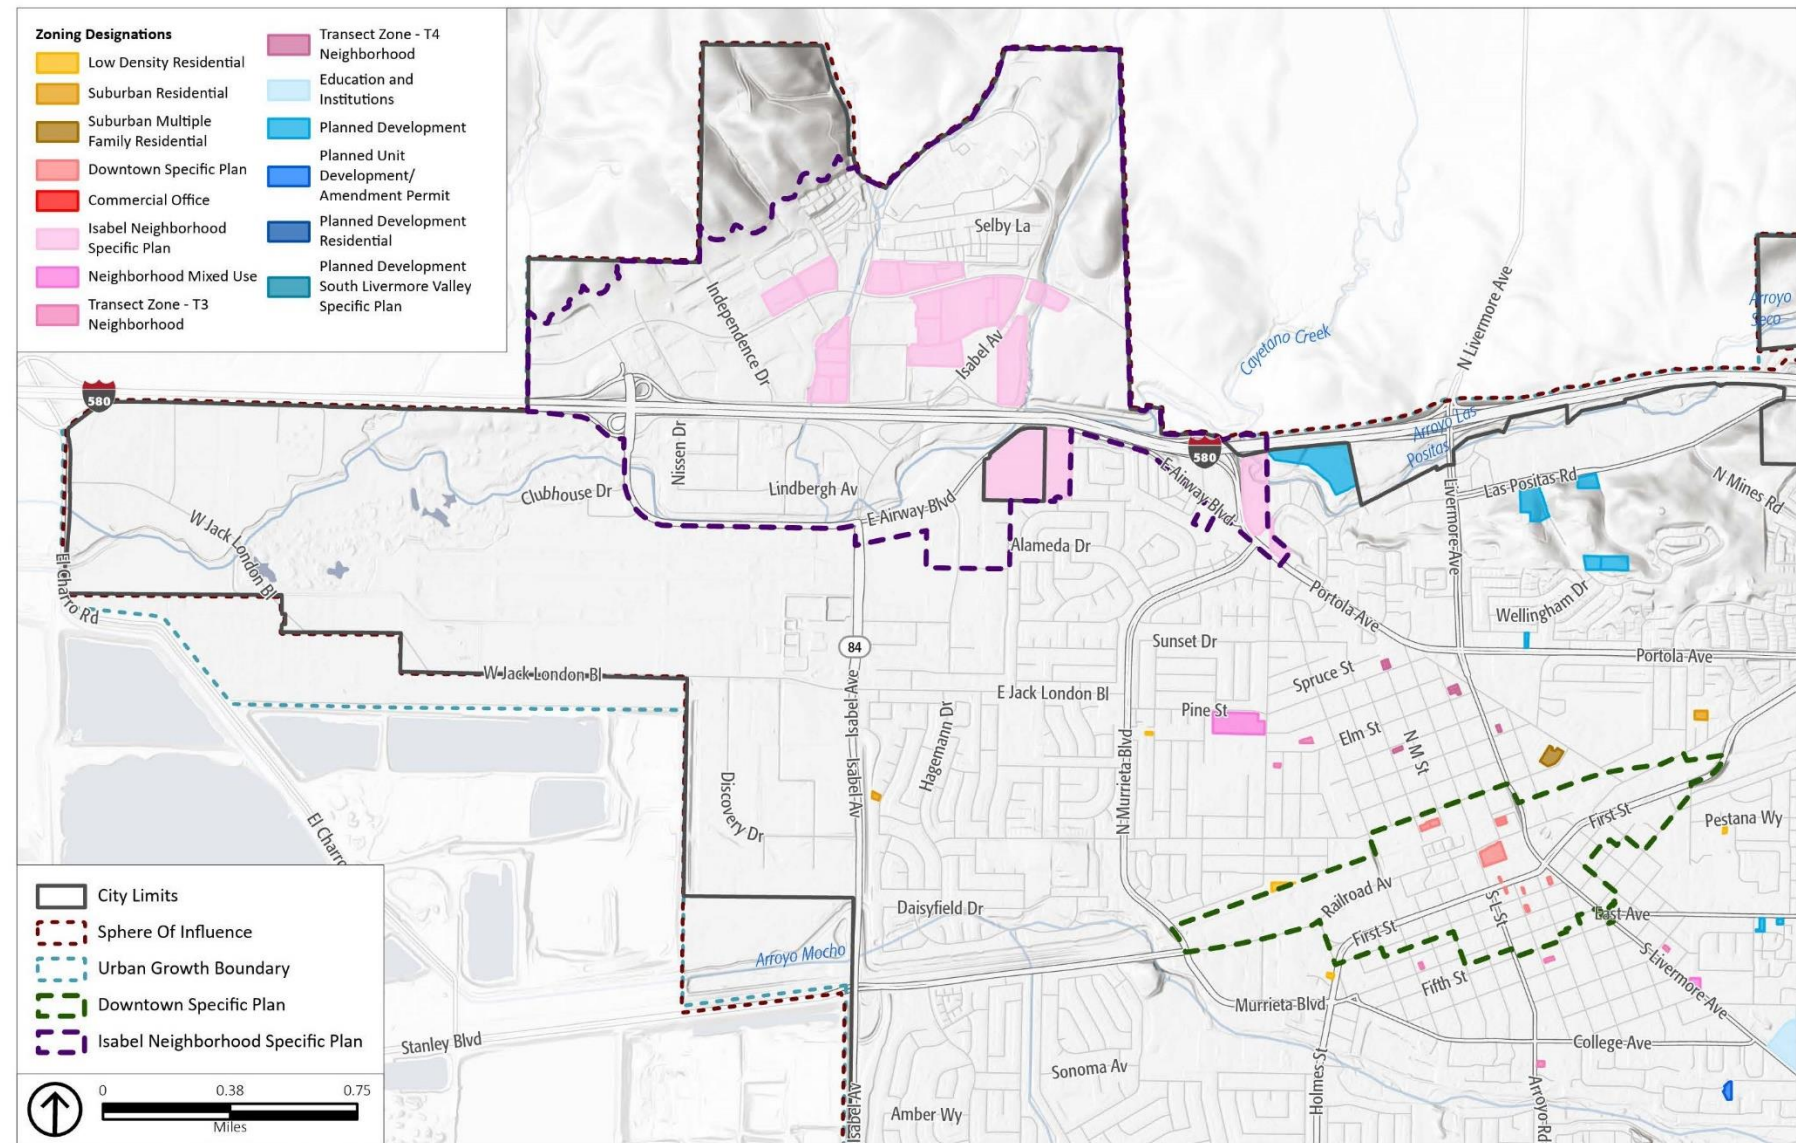 Zoning Designations
Low Density Residential
Suburban Residential
Suburban Multiple
Family Residential
Downtown Specific Plan
Commercial Office
Isabel Neighborhood
Specific Plan
Neighborhood Mixed Use
Transect Zone - T3
Neighborhood
Transect Zone - T4
Neighborhood
Education and
Institutions
Planned Development
Planned Unit
Development/
Amendment Permit
Planned Development
Residential
Planned Development
South Livermore Valley
Specific Plan
Selby La
Independence Dr
Isabel Av
Cayetano Creek
N Livermore Ave
Arroyo
Seco
580
580
Arroyo Las
Positas
Nissen Dr
Clubhouse Dr
Lindbergh Av
E Airway Blvd
E Airway Blvd
Las Positas Rd
N Mines Rd
Livermore Ave
W Jack London Bl
El Charro Rd
Alameda Dr
Portola Ave
Wellingham Dr
Sunset Dr
84
Portola Ave
Spruce St
W Jack London Bl
E Jack London Bl
Isabel Ave
Pine St
Elm St
N M St
Hagemann Dr
N Murrieta Blvd
Isabel Av
Discovery Dr
El Charro
First St
Pestana Wy
Railroad Av
S L St
East Ave
Daisyfield Dr
First St
Arroyo Mocho
S Livermore Ave
Fifth St
Murrieta Blvd
Stanley Blvd
College Ave
Sonoma Av
Holmes St
Arroyo Rd
Isabel Av
Amber Wy
City Limits
Sphere Of Influence
Urban Growth Boundary
Downtown Specific Plan
Isabel Neighborhood Specific Plan
0 0.38 0.75
Miles